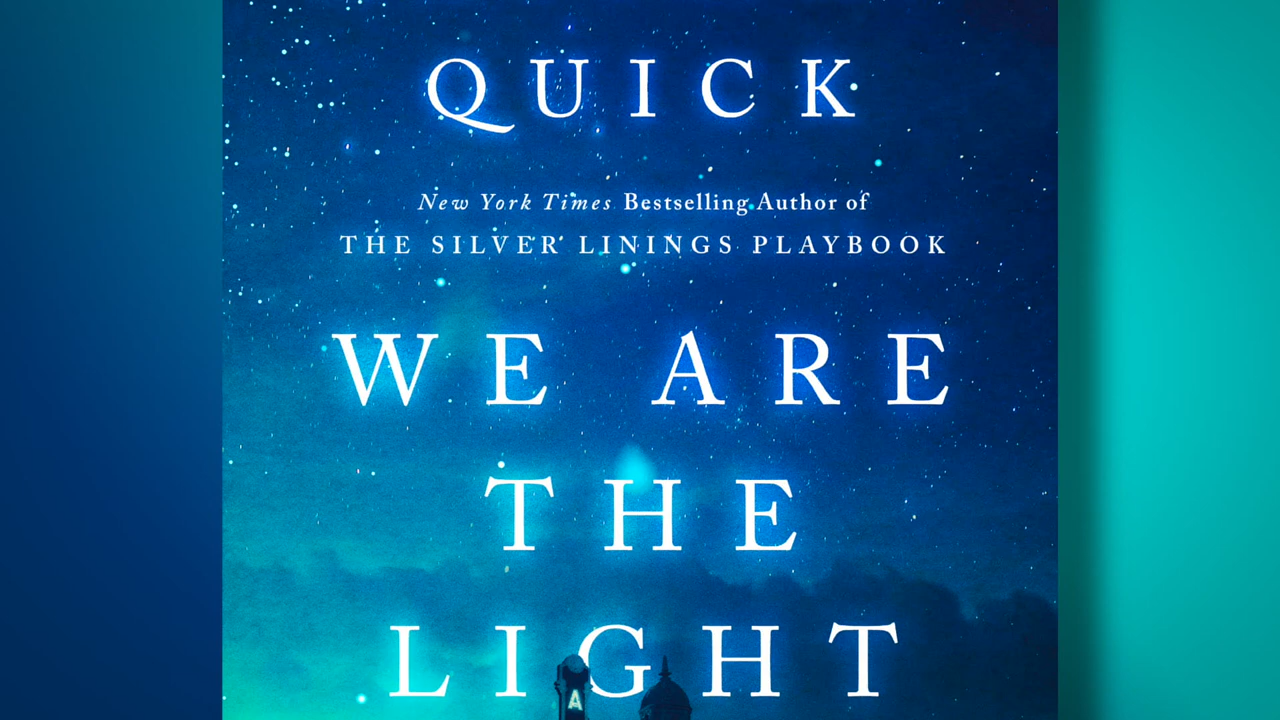 QUICK
New York Times Bestselling Author of
THE SILVER LININGS PLAYBOOK
WE ARE
THE
LIGHT
A